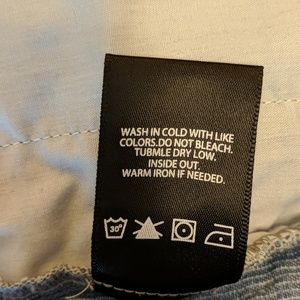 WASH IN COLD WITH LIKE
COLORS.DO NOT BLEACH.
TUBMLE DRY LOW.
INSIDE OUT.
WARM IRON IF NEEDED.
30°